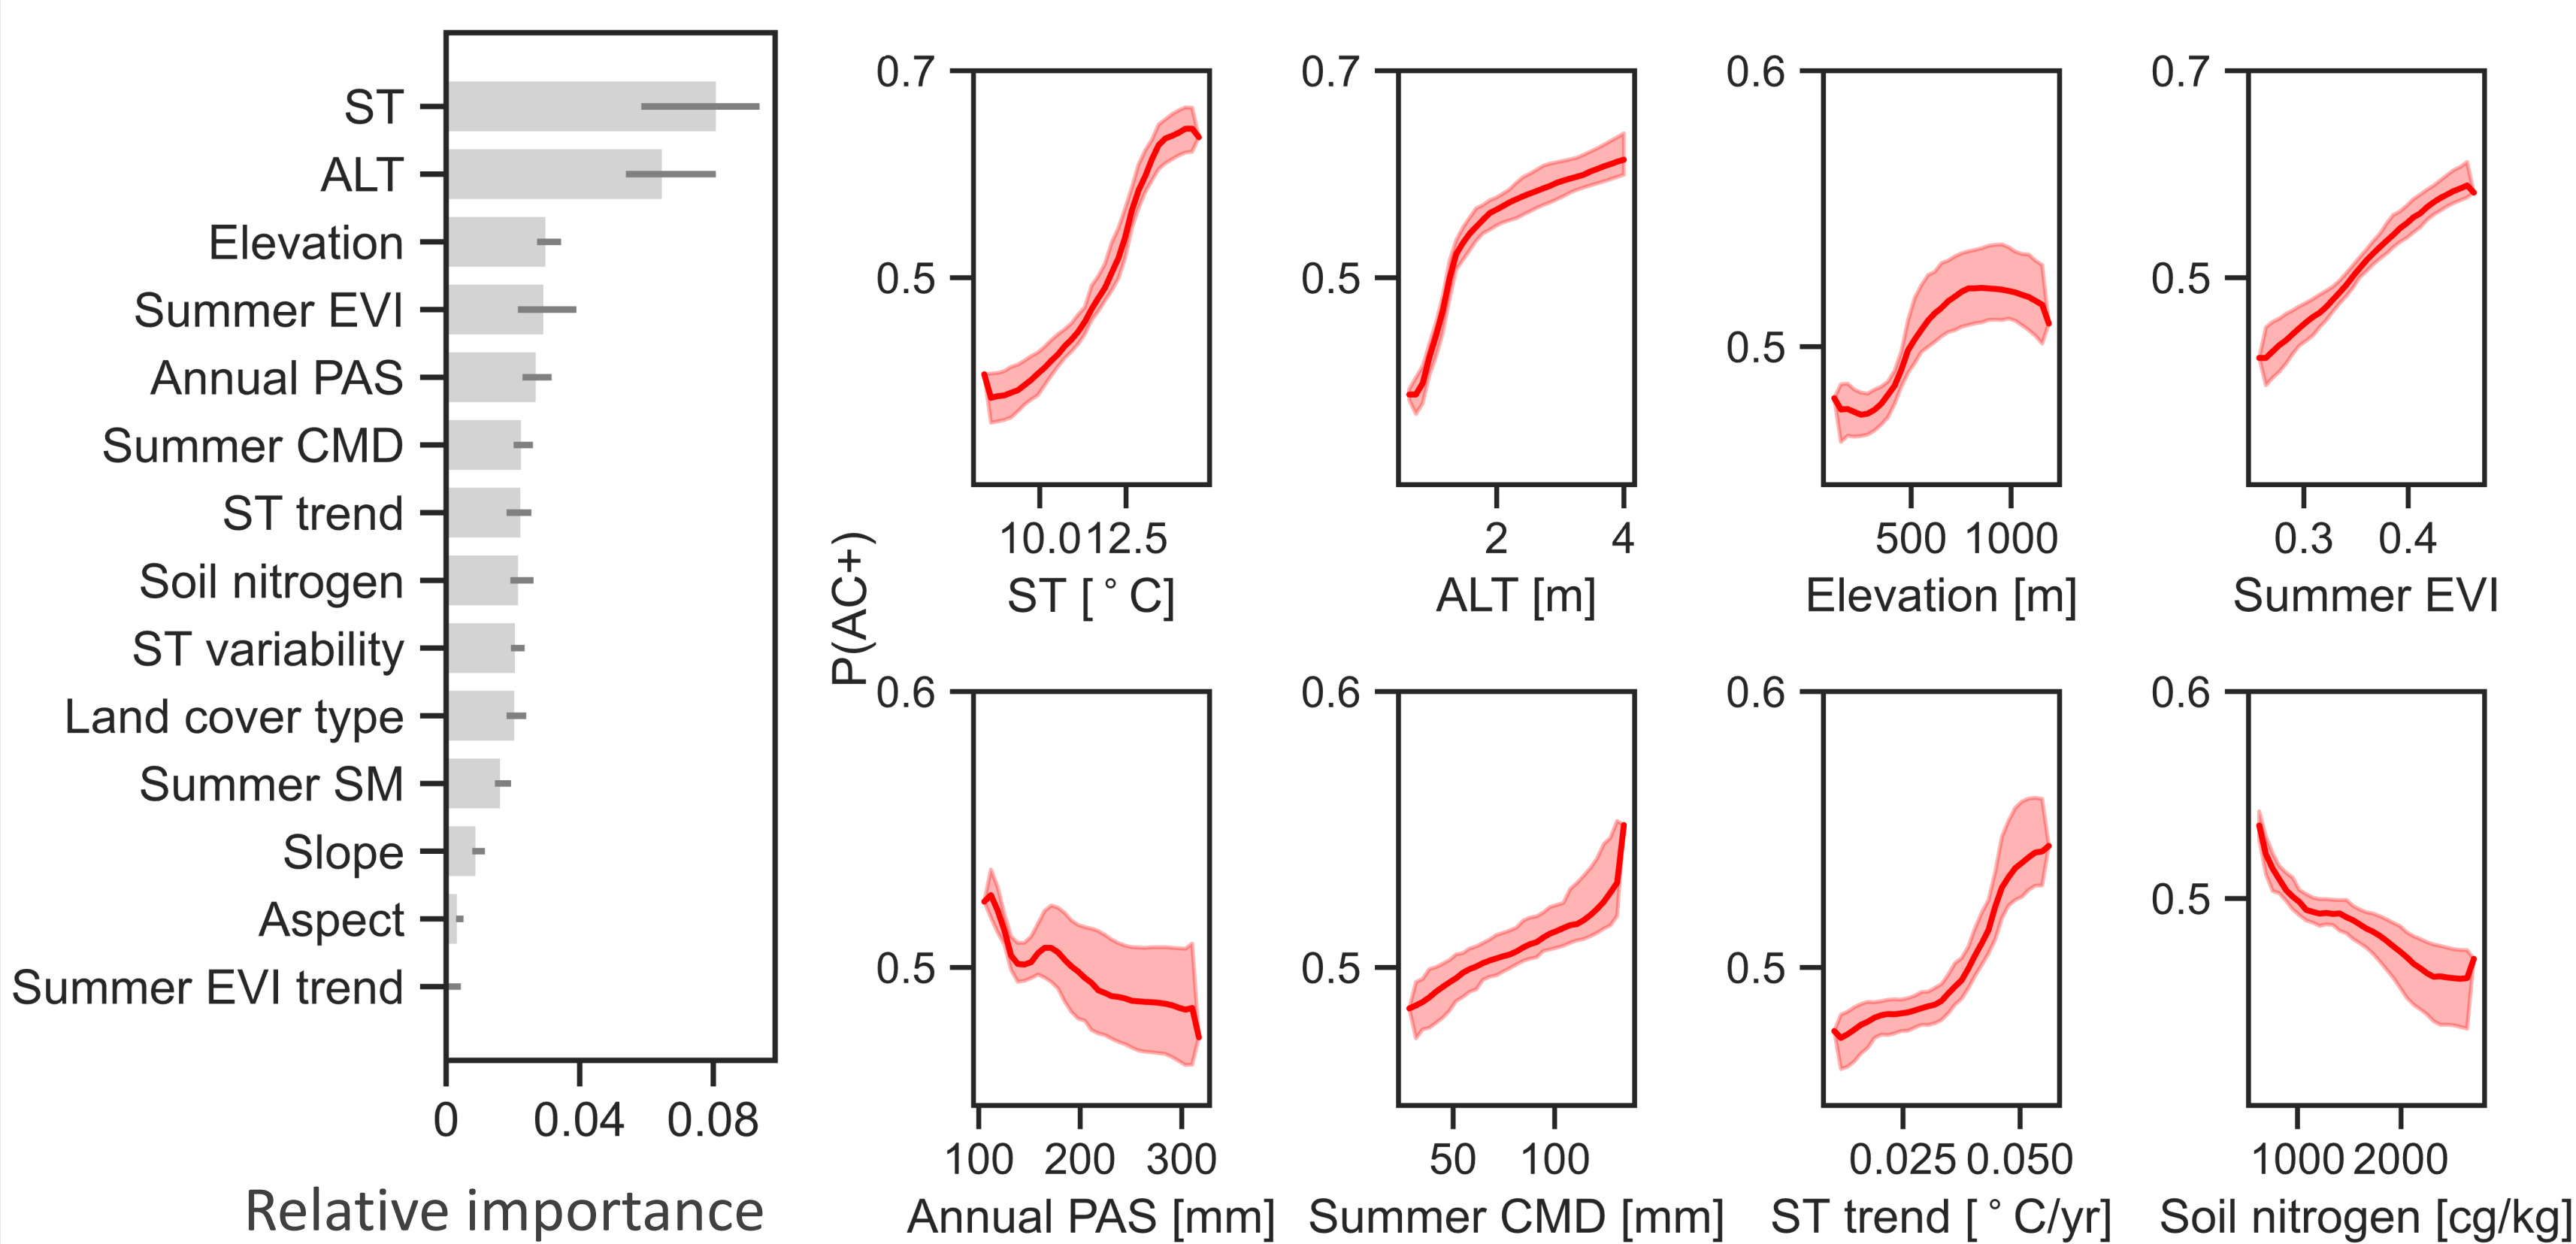 ST
ALT
Elevation
Summer EVI
Annual PAS
Summer CMD
ST trend
Soil nitrogen
ST variability
Land cover type
Summer SM
Slope
Aspect
Summer EVI trend
0 0.04 0.08
Relative importance
P(AC+)
0.7
0.5
10.0 12.5
ST [°C]
0.7
0.5
2 4
ALT [m]
0.6
0.5
500 1000
Elevation [m]
0.7
0.5
0.3 0.4
Summer EVI
0.6
0.5
100 200 300
Annual PAS [mm]
0.6
0.5
50 100
Summer CMD [mm]
0.6
0.5
0.025 0.050
ST trend [°C/yr]
0.6
0.5
1000 2000
Soil nitrogen [cg/kg]